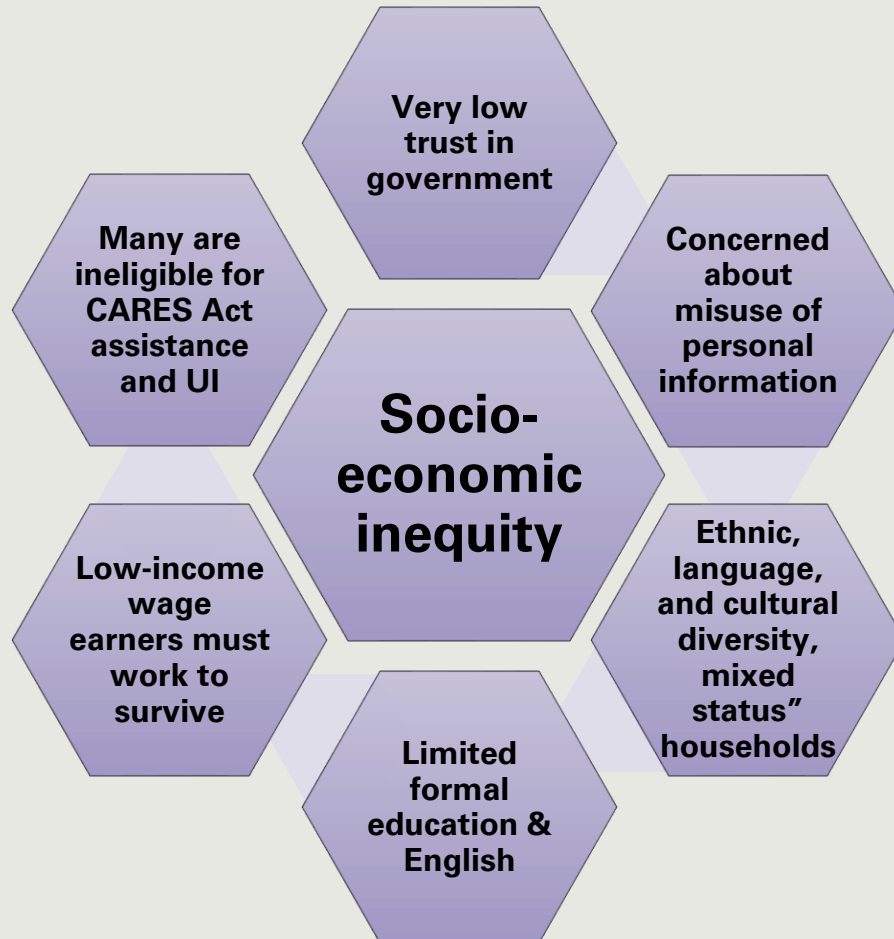 Very low
trust in
government
Concerned
about
misuse of
personal
information
Ethnic,
language,
and cultural
diversity,
mixed
status”
households
Limited
formal
education &
English
Low-income
wage
earners must
work to
survive
Many are
ineligible for
CARES Act
assistance
and UI
Socio-
economic
inequity